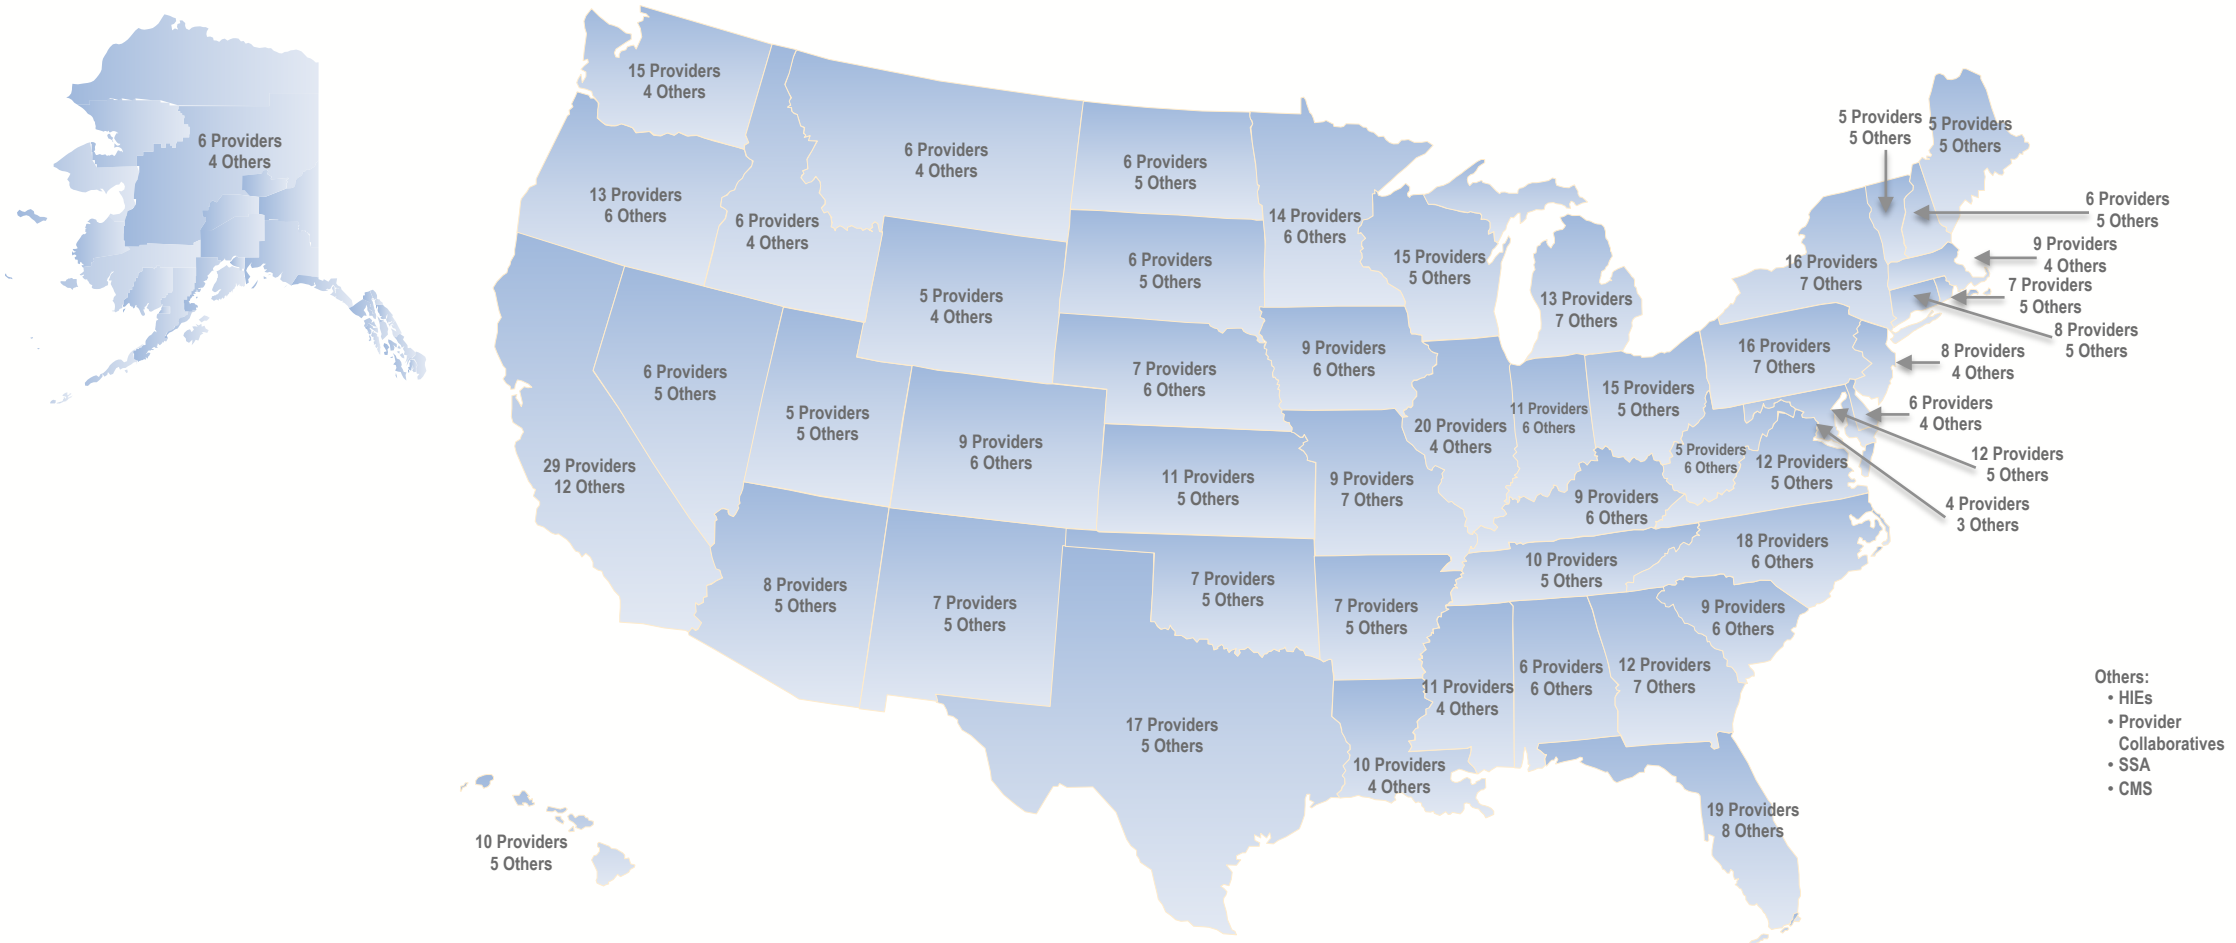 15 Providers
4 Others
6 Providers
4 Others
5 Providers
5 Others
5 Providers
5 Others
6 Providers
4 Others
6 Providers
5 Others
13 Providers
6 Others
6 Providers
4 Others
14 Providers
6 Others
6 Providers
5 Others
9 Providers
4 Others
15 Providers
5 Others
6 Providers
5 Others
16 Providers
7 Others
7 Providers
5 Others
5 Providers
4 Others
13 Providers
7 Others
8 Providers
5 Others
9 Providers
6 Others
16 Providers
7 Others
8 Providers
4 Others
6 Providers
5 Others
7 Providers
6 Others
15 Providers
5 Others
5 Providers
5 Others
11 Providers
6 Others
6 Providers
4 Others
20 Providers
4 Others
9 Providers
6 Others
5 Providers
6 Others
12 Providers
5 Others
12 Providers
5 Others
29 Providers
12 Others
11 Providers
5 Others
9 Providers
7 Others
9 Providers
6 Others
4 Providers
3 Others
18 Providers
6 Others
10 Providers
5 Others
8 Providers
5 Others
7 Providers
5 Others
7 Providers
5 Others
7 Providers
5 Others
9 Providers
6 Others
6 Providers
6 Others
12 Providers
7 Others
11 Providers
4 Others
17 Providers
5 Others
10 Providers
4 Others
19 Providers
8 Others
10 Providers
5 Others
Others:
• HIEs
• Provider
Collaboratives
• SSA
• CMS